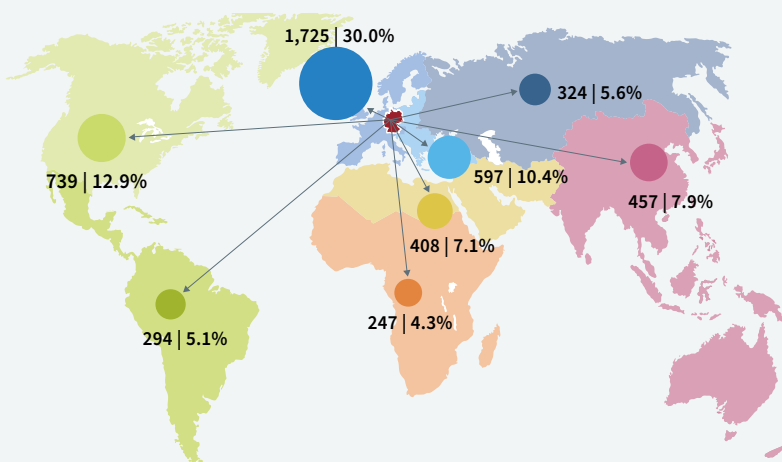 1,725 | 30.0%
324 | 5.6%
739 | 12.9%
597 | 10.4%
457 | 7.9%
408 | 7.1%
247 | 4.3%
294 | 5.1%